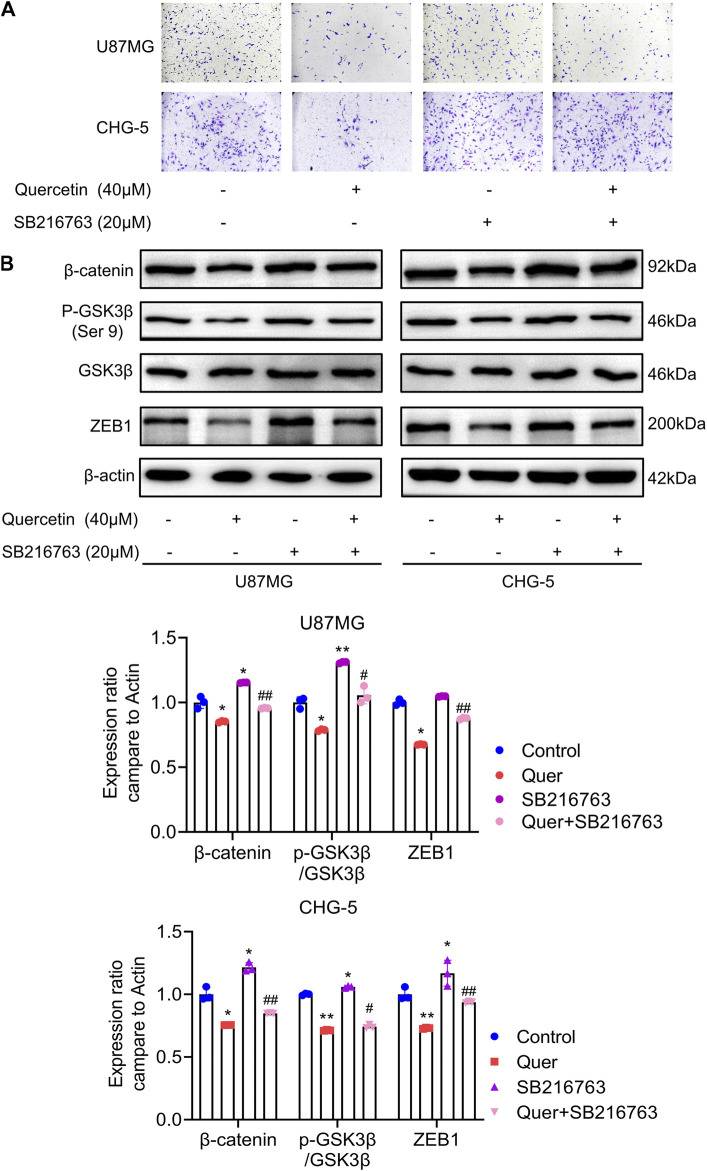 A
U87MG
CHG-5
Quercetin (40μM) - + - +
SB216763 (20μM) - - + +
B
β-catenin 92kDa
P-GSK3β
(Ser 9) 46kDa
GSK3β 46kDa
ZEB1 200kDa
β-actin 42kDa
Quercetin (40μM) - + - + - + - +
SB216763 (20μM) - - + + - - + +
U87MG CHG-5
U87MG
Expression ratio
campare to Actin
1.5
1.0
0.5
0.0
* * ##
* ** #
* ##
β-catenin p-GSK3β
/GSK3β ZEB1
Control
Quer
SB216763
Quer+SB216763
CHG-5
Expression ratio
campare to Actin
1.5
1.0
0.5
0.0
* * ##
** * #
** * ##
β-catenin p-GSK3β
/GSK3β ZEB1
Control
Quer
SB216763
Quer+SB216763